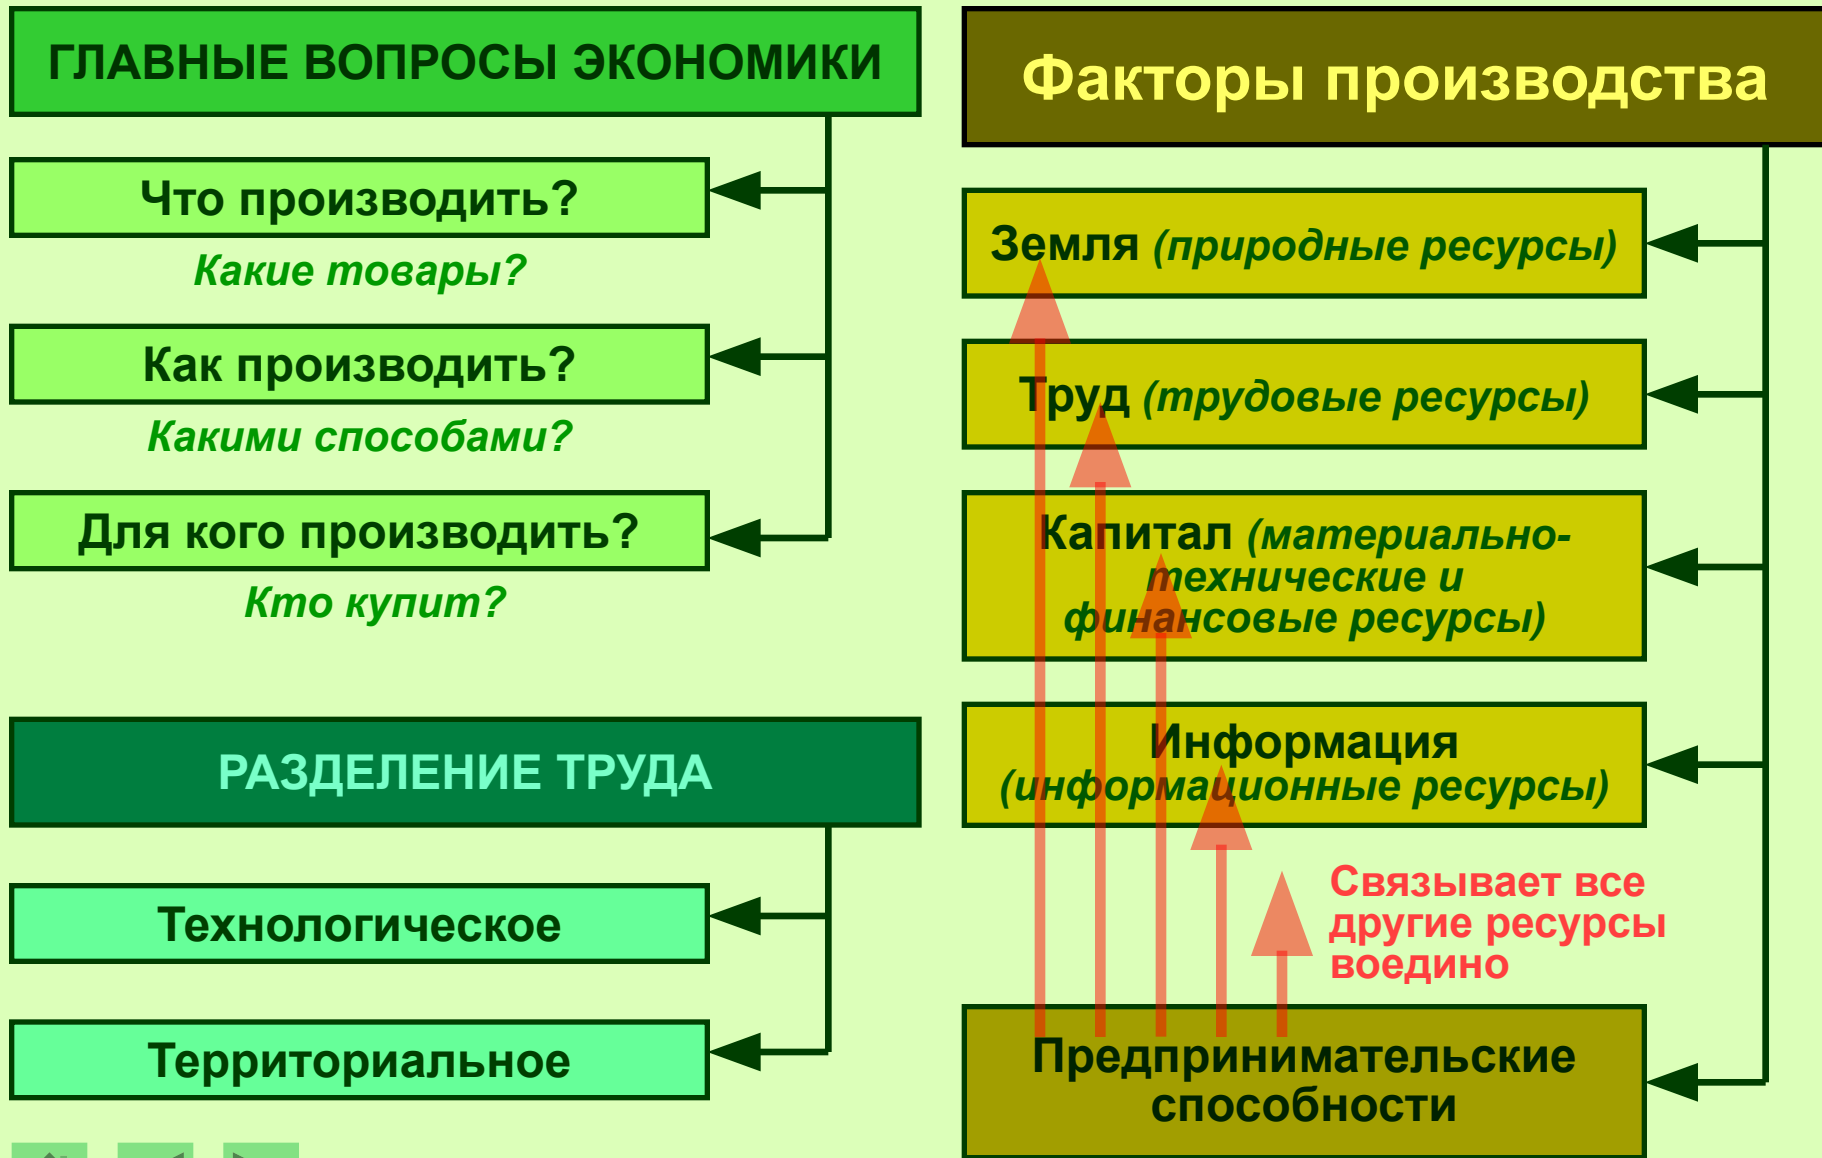 ГЛАВНЫЕ ВОПРОСЫ ЭКОНОМИКИ
Что производить?
Какие товары?
Как производить?
Какими способами?
Для кого производить?
Кто купит?
РАЗДЕЛЕНИЕ ТРУДА
Технологическое
Территориальное
Факторы производства
Земля (природные ресурсы)
Труд (трудовые ресурсы)
Капитал (материально-
технические и
финансовые ресурсы)
Информация
(информационные ресурсы)
Связывает все
другие ресурсы
воедино
Предпринимательские
способности